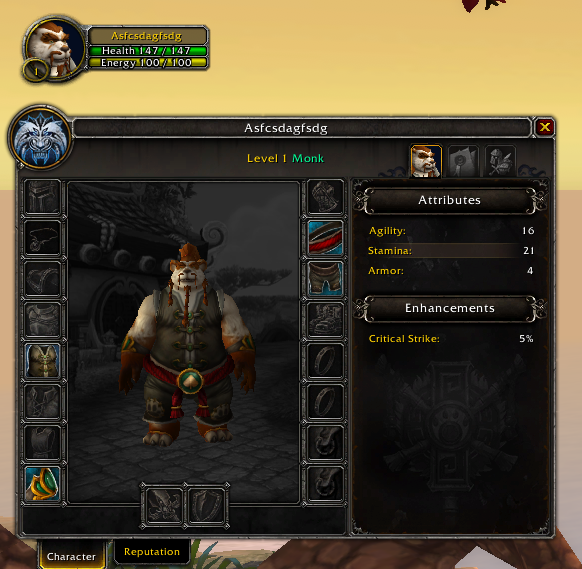 Asfcsdagfsdg
Health 147 / 147
Energy 100 / 100
1
Asfcsdagfsdg
Level 1 Monk
Attributes
Agility: 16
Stamina: 21
Armor: 4
Enhancements
Critical Strike: 5%
Character
Reputation